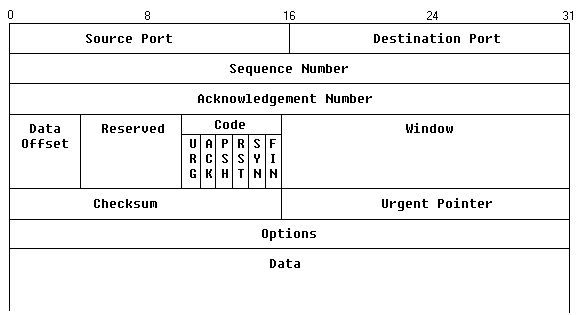 0 8 16 24 31
Source Port Destination Port
Sequence Number
Acknowledgement Number
Data Offset Reserved Code Window
URG ACK PSH RST SYN FIN
Checksum Urgent Pointer
Options
Data